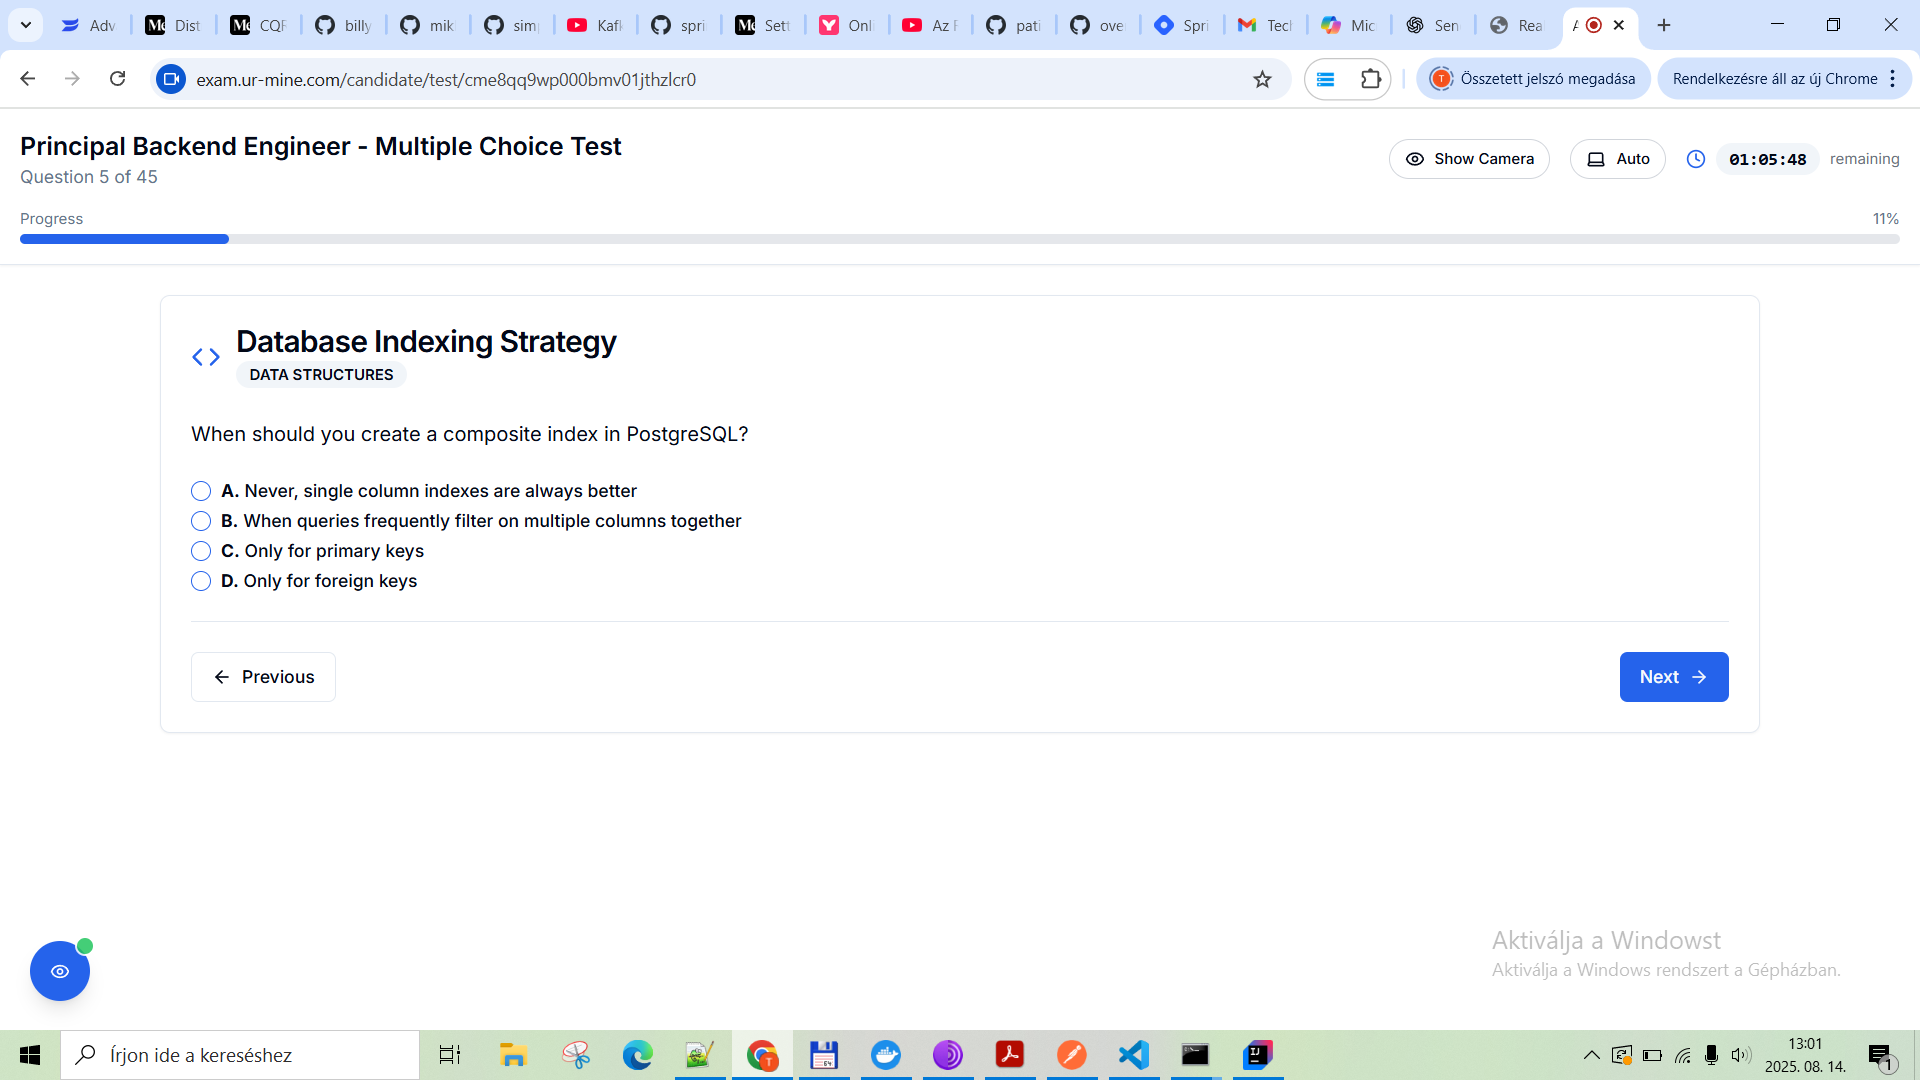 Adv
Dist
CQF
billy
mik
sim
Kafk
spri
Sett
Onli
Az F
pati
ove
Spri
Tech
Mic
Sen
Rea
exam.ur-mine.com/candidate/test/cme8qq9wp000bmv01jthzlcr0
Összetett jelszó megadása
Rendelkezésre áll az új Chrome
Principal Backend Engineer - Multiple Choice Test
Question 5 of 45
Show Camera
Auto
01:05:48 remaining
Progress
11%
Database Indexing Strategy
DATA STRUCTURES
When should you create a composite index in PostgreSQL?
A. Never, single column indexes are always better
B. When queries frequently filter on multiple columns together
C. Only for primary keys
D. Only for foreign keys
Previous
Next
Aktiválja a Windowst
Aktiválja a Windows rendszert a Gépházban.
Írjon ide a kereséshez
13:01
2025. 08. 14.
1